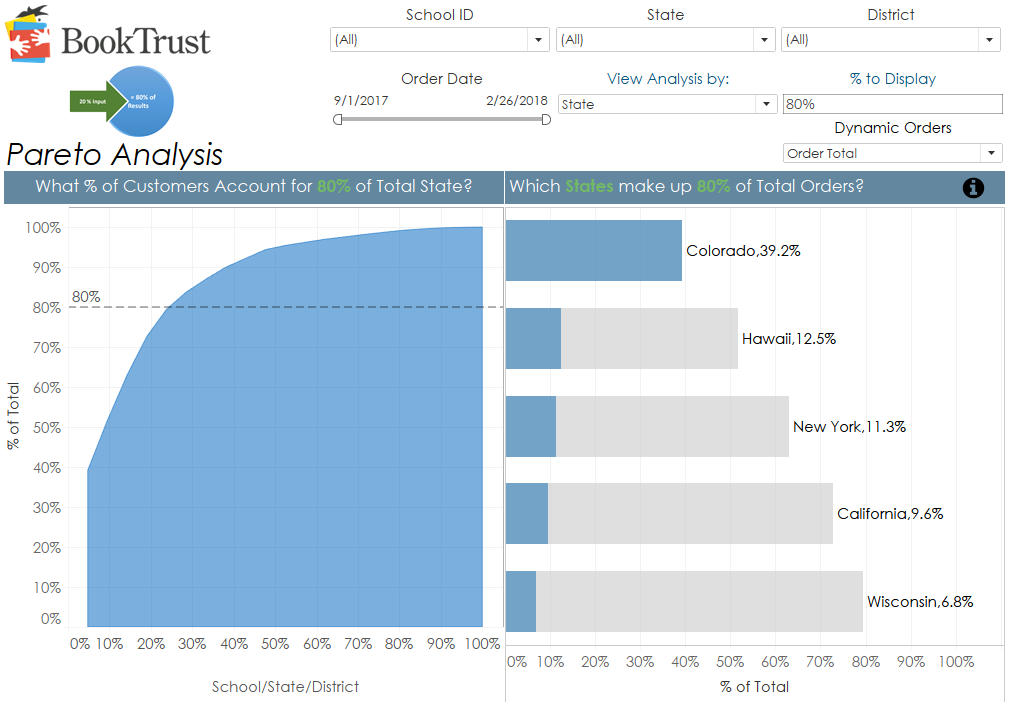 BookTrust
20 % Input
= 80% of
Results
Pareto Analysis
School ID
(All)
State
(All)
District
(All)
Order Date
9/1/2017
2/26/2018
View Analysis by:
State
% to Display
80%
Dynamic Orders
Order Total
What % of Customers Account for 80% of Total State?
100%
90%
80%
80%
70%
60%
50%
40%
30%
20%
10%
0%
% of Total
0% 10% 20% 30% 40% 50% 60% 70% 80% 90% 100%
School/State/District
Which States make up 80% of Total Orders?
i
Colorado,39.2%
Hawaii,12.5%
New York,11.3%
California,9.6%
Wisconsin,6.8%
0% 10% 20% 30% 40% 50% 60% 70% 80% 90% 100%
% of Total